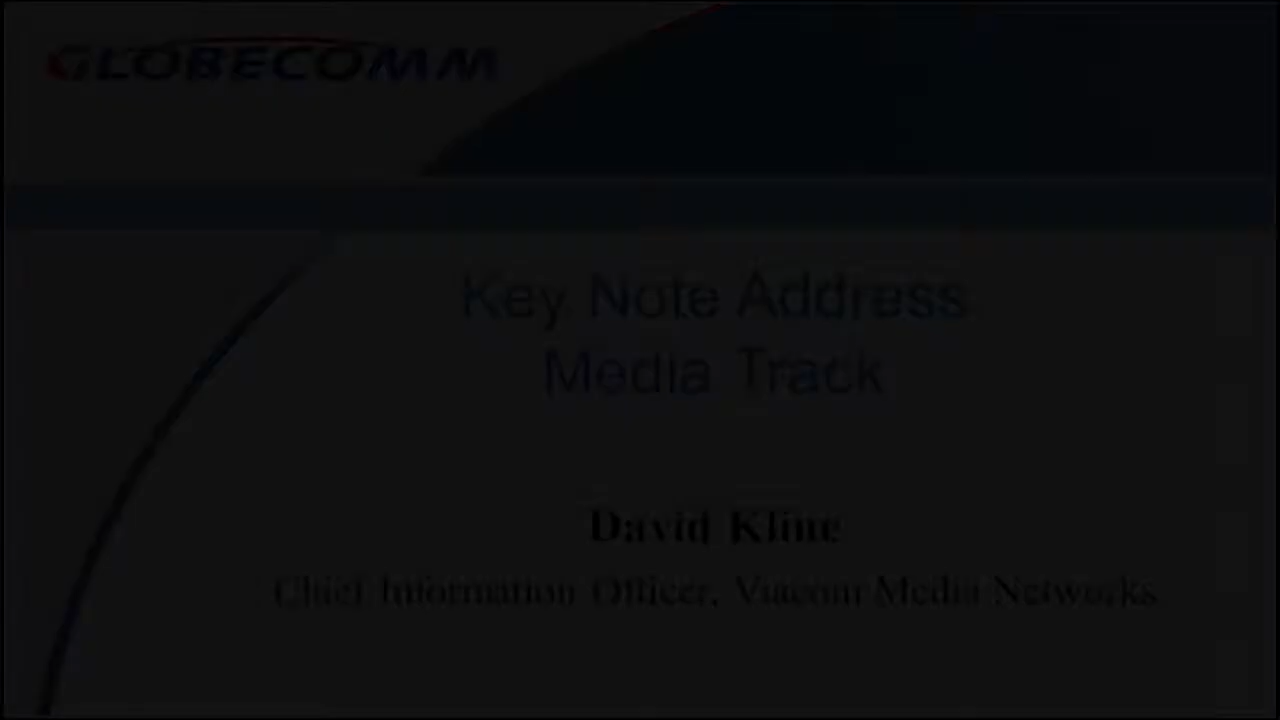 GLOBECOMM
Key Note Address
Media Track
David Kline
Chief Information Officer, Viacom Media Networks